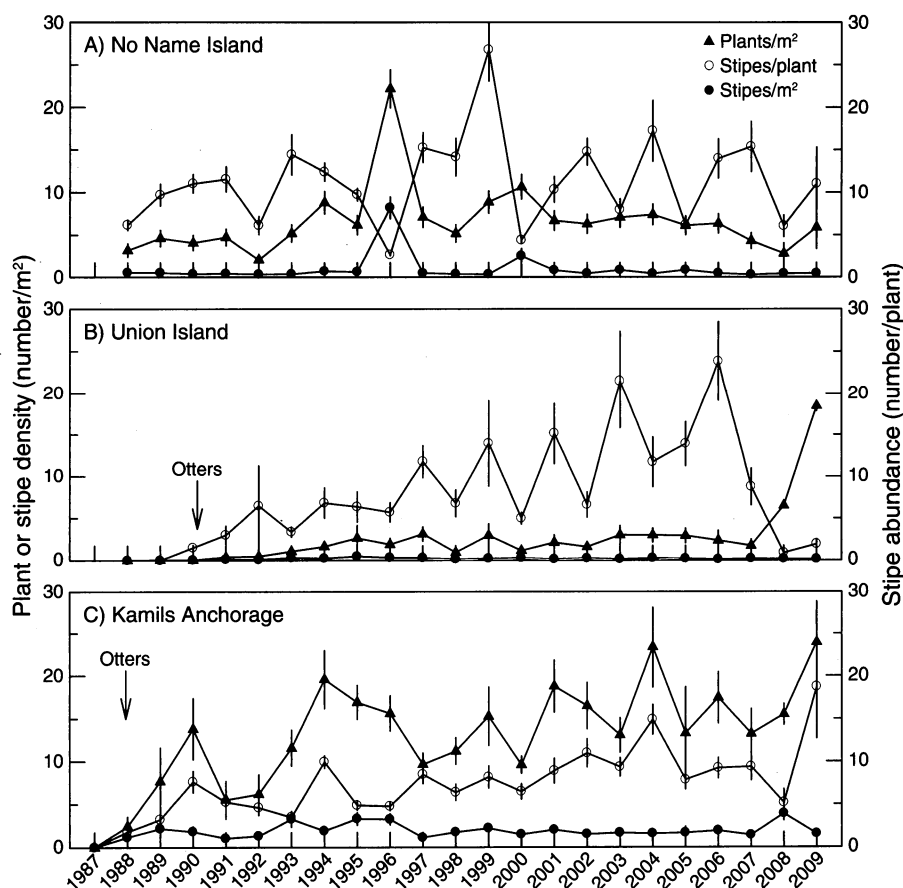 30
20
10
0
30
20
10
0
A) No Name Island
▲ Plants/m²
○ Stipes/plant
● Stipes/m²
30
20
10
0
30
20
10
0
B) Union Island
Otters
30
20
10
0
30
20
10
0
C) Kamils Anchorage
Otters
Plant or stipe density (number/m²)
Stipe abundance (number/plant)
1987 1988 1989 1990 1991 1992 1993 1994 1995 1996 1997 1998 1999 2000 2001 2002 2003 2004 2005 2006 2007 2008 2009